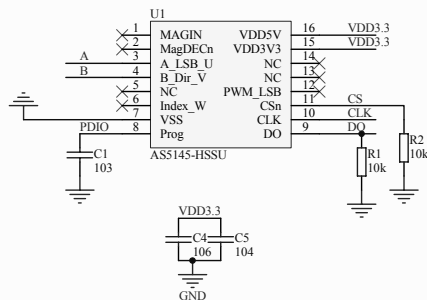 U1
1 MAGIN VDD5V 16 VDD3.3
2 MagDECn VDD3V3 15 VDD3.3
A 3 A_LSB_U NC 14
B 4 B_Dir_V NC 13
5 NC PWM_LSB 12
6 Index_W CSn 11 CS
7 VSS CLK 10 CLK
PDIO 8 Prog DO 9 DO
AS5145-HSSU
C1
103
R1
10k
R2
10k
VDD3.3
C4 C5
106 104
GND